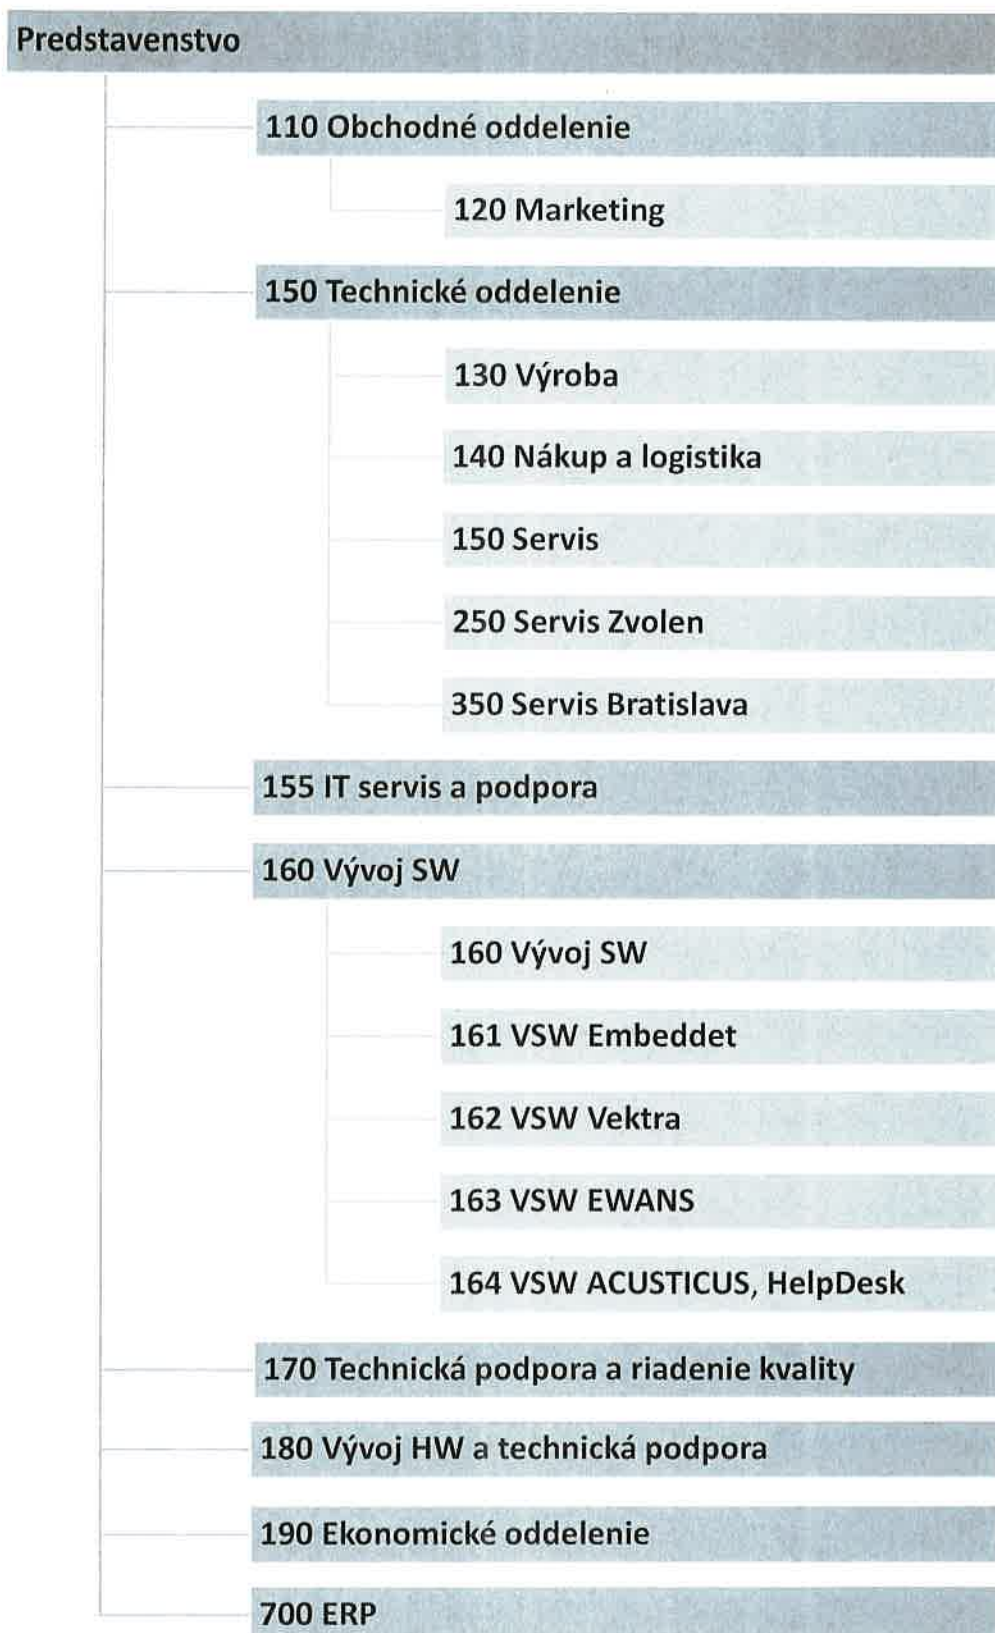 Predstavenstvo
110 Obchodné oddelenie
120 Marketing
150 Technické oddelenie
130 Výroba
140 Nákup a logistika
150 Servis
250 Servis Zvolen
350 Servis Bratislava
155 IT servis a podpora
160 Vývoj SW
160 Vývoj SW
161 VSW Embeddet
162 VSW Vektra
163 VSW EWANS
164 VSW ACUSTICUS, HelpDesk
170 Technická podpora a riadenie kvality
180 Vývoj HW a technická podpora
190 Ekonomické oddelenie
700 ERP